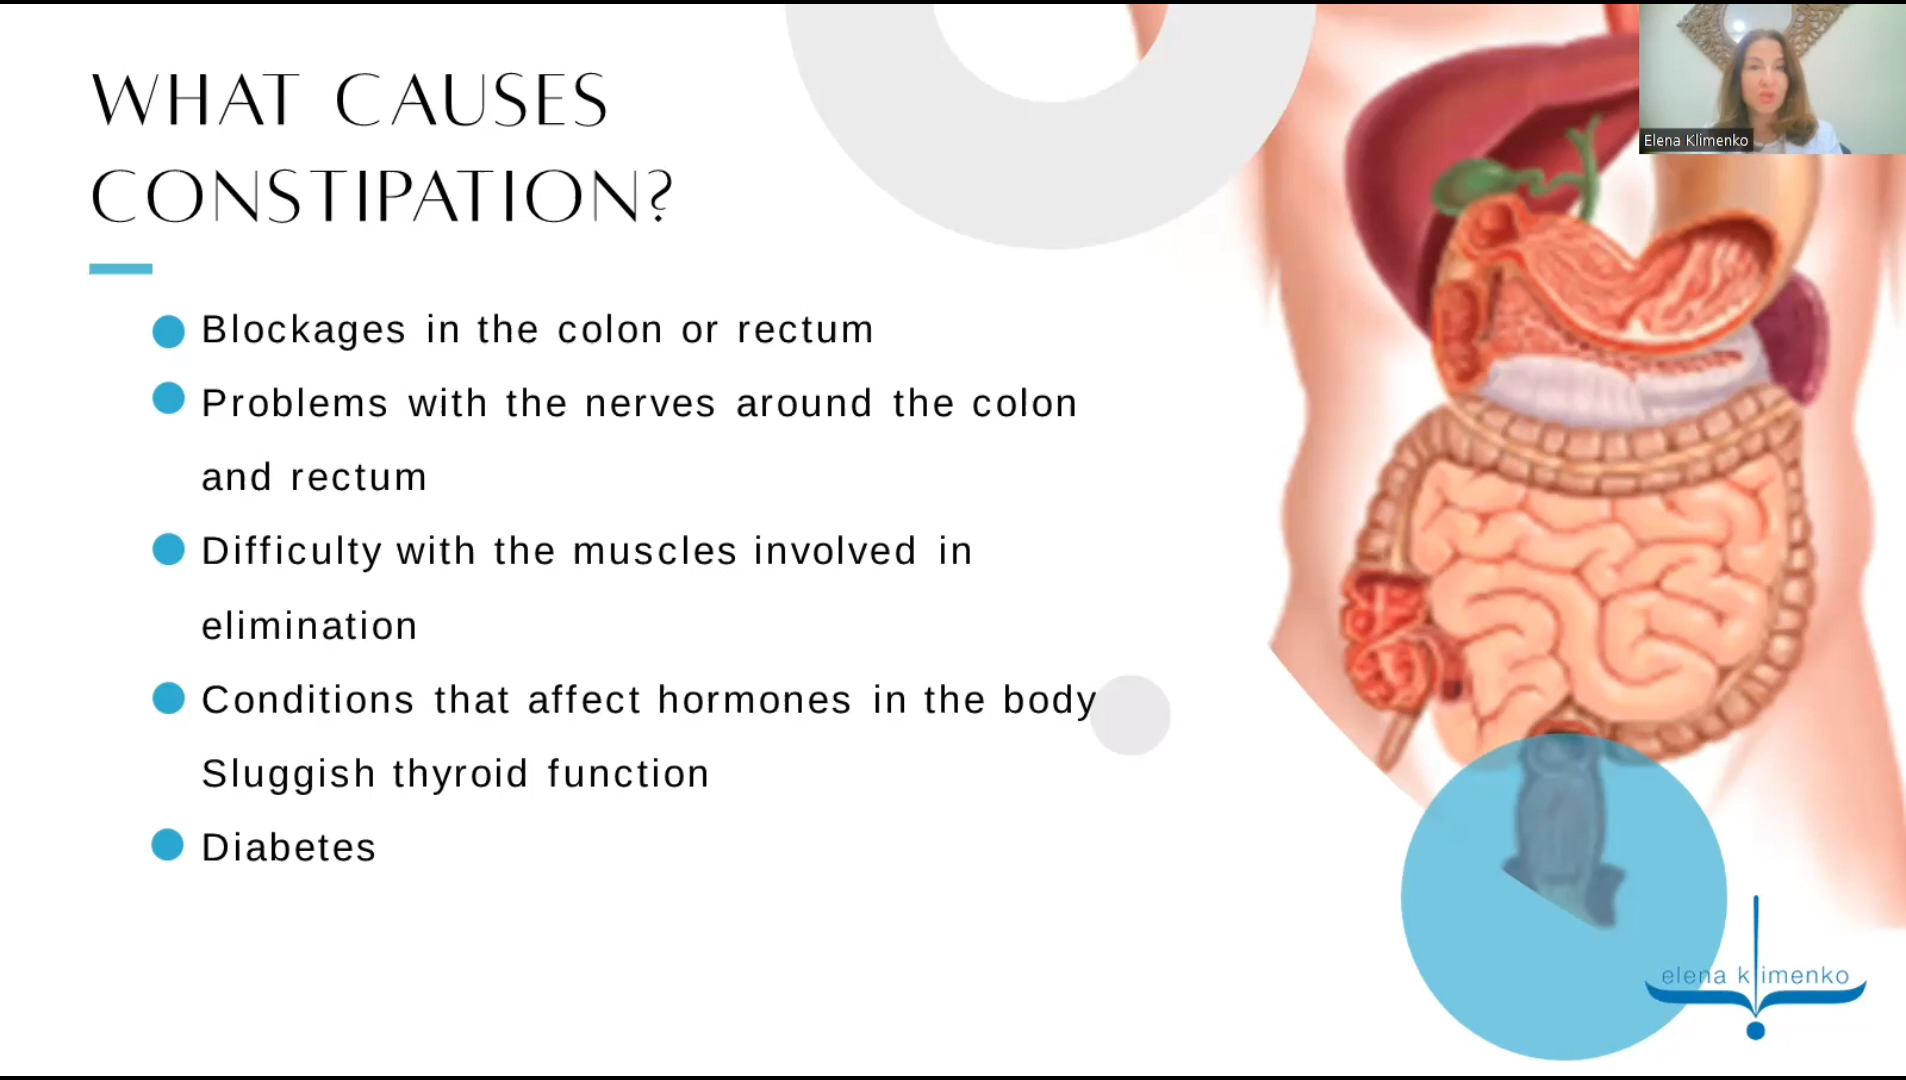 WHAT CAUSES
CONSTIPATION?
Blockages in the colon or rectum
Problems with the nerves around the colon
and rectum
Difficulty with the muscles involved in
elimination
Conditions that affect hormones in the body
Sluggish thyroid function
Diabetes
Elena Klimenko
elena klimenko